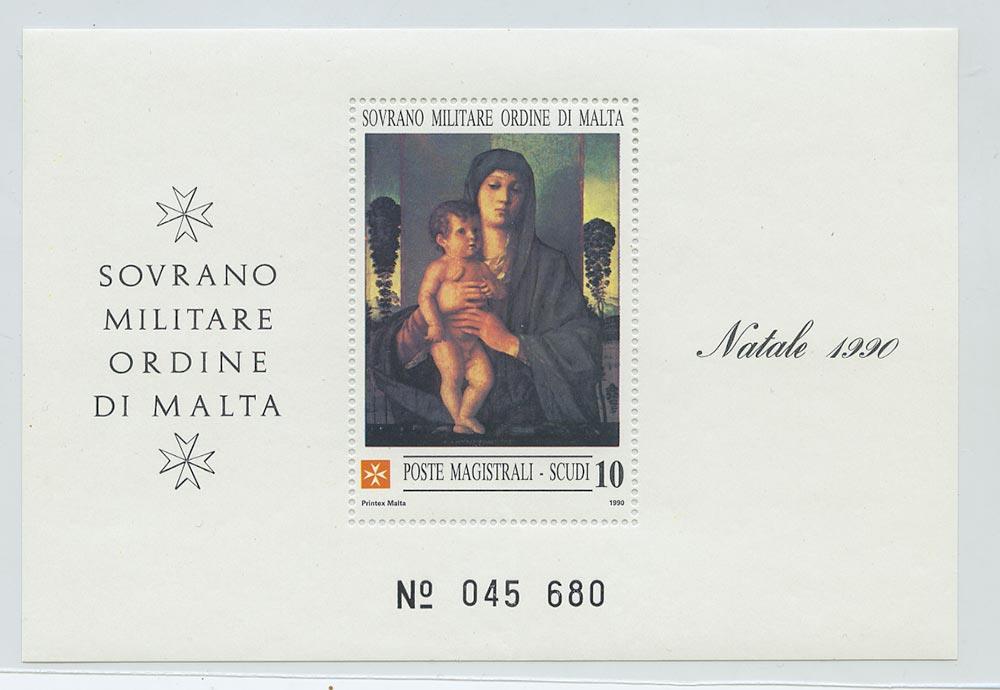 SOVRANO
MILITARE
ORDINE
DI MALTA
SOVRANO MILITARE ORDINE DI MALTA
POSTE MAGISTRALI - SCUDI 10
Printex Malta 1990
Natale 1990
Nº 045 680